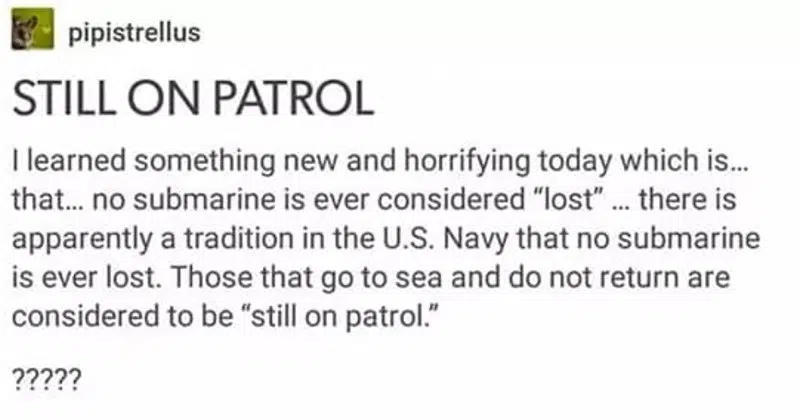 pipistrellus
STILL ON PATROL
I learned something new and horrifying today which is...
that... no submarine is ever considered “lost” ... there is
apparently a tradition in the U.S. Navy that no submarine
is ever lost. Those that go to sea and do not return are
considered to be “still on patrol.”
?????